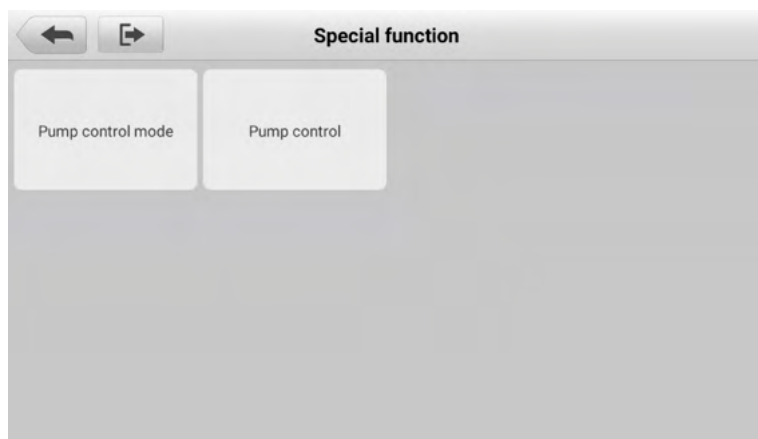 Special function
Pump control mode
Pump control